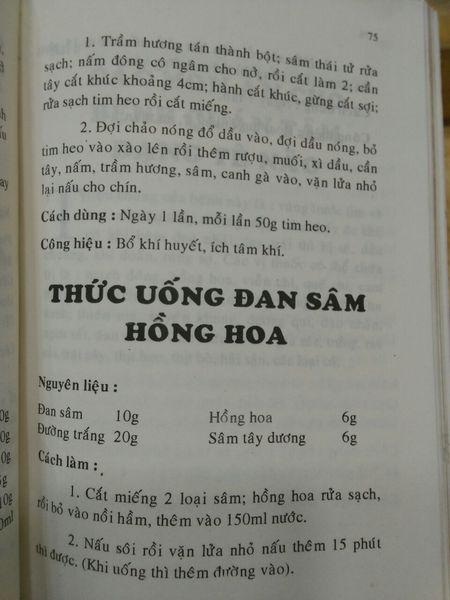 75
1. Trầm hương tán thành bột; sâm thái tử rửa
sạch; nấm đông cô ngâm cho nở, rồi cắt làm 2; cần
tây cắt khúc khoảng 4cm; hành cắt khúc, gừng cắt sợi;
rửa sạch tim heo rồi cắt miếng.
2. Đợi chảo nóng đổ dầu vào, đợi dầu nóng, bỏ
tim heo vào xào lên rồi thêm rượu, muối, xì dầu, cần
tây, nấm, trầm hương, sâm, canh gà vào, vặn lửa nhỏ
lại nấu cho chín.
Cách dùng : Ngày 1 lần, mỗi lần 50g tim heo.
Công hiệu : Bổ khí huyết, ích tâm khí.
THỨC UỐNG ĐAN SÂM
HỒNG HOA
Nguyên liệu :
Đan sâm 10g Hồng hoa 6g
Đường trắng 20g Sâm tây dương 6g
Cách làm :
1. Cắt miếng 2 loại sâm; hồng hoa rửa sạch,
rồi bỏ vào nồi hầm, thêm vào 150ml nước.
2. Nấu sôi rồi vặn lửa nhỏ nấu thêm 15 phút
thì được. (Khi uống thì thêm đường vào).